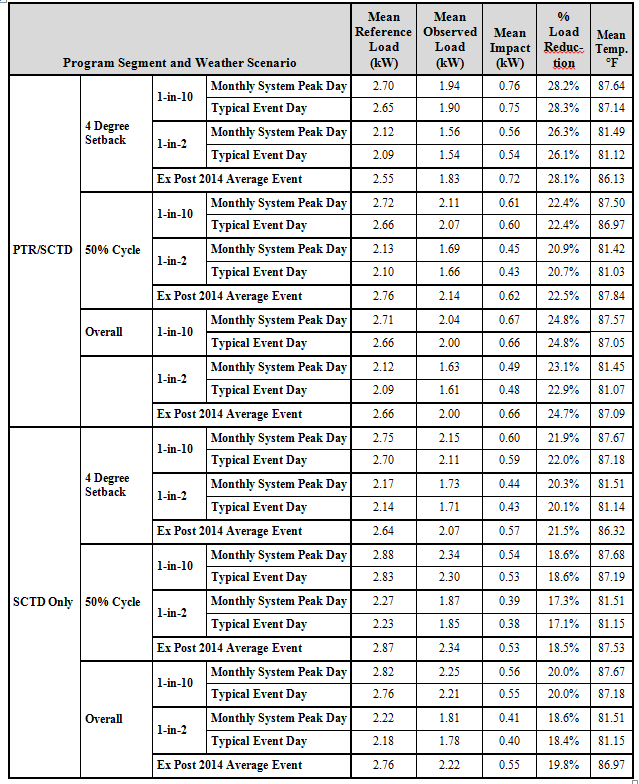 Program Segment and Weather Scenario Mean Reference Load (kW) Mean Observed Load (kW) Mean Impact (kW) % Load Reduc-tion Mean Temp. °F
PTR/SCTD
4 Degree Setback
1-in-10 Monthly System Peak Day 2.70 1.94 0.76 28.2% 87.64
Typical Event Day 2.65 1.90 0.75 28.3% 87.14
1-in-2 Monthly System Peak Day 2.12 1.56 0.56 26.3% 81.49
Typical Event Day 2.09 1.54 0.54 26.1% 81.12
Ex Post 2014 Average Event 2.55 1.83 0.72 28.1% 86.13
50% Cycle
1-in-10 Monthly System Peak Day 2.72 2.11 0.61 22.4% 87.50
Typical Event Day 2.66 2.07 0.60 22.4% 86.97
1-in-2 Monthly System Peak Day 2.13 1.69 0.45 20.9% 81.42
Typical Event Day 2.10 1.66 0.43 20.7% 81.03
Ex Post 2014 Average Event 2.76 2.14 0.62 22.5% 87.84
Overall
1-in-10 Monthly System Peak Day 2.71 2.04 0.67 24.8% 87.57
Typical Event Day 2.66 2.00 0.66 24.8% 87.05
1-in-2 Monthly System Peak Day 2.12 1.63 0.49 23.1% 81.45
Typical Event Day 2.09 1.61 0.48 22.9% 81.07
Ex Post 2014 Average Event 2.66 2.00 0.66 24.7% 87.09
SCTD Only
4 Degree Setback
1-in-10 Monthly System Peak Day 2.75 2.15 0.60 21.9% 87.67
Typical Event Day 2.70 2.11 0.59 22.0% 87.18
1-in-2 Monthly System Peak Day 2.17 1.73 0.44 20.3% 81.51
Typical Event Day 2.14 1.71 0.43 20.1% 81.14
Ex Post 2014 Average Event 2.64 2.07 0.57 21.5% 86.32
50% Cycle
1-in-10 Monthly System Peak Day 2.88 2.34 0.54 18.6% 87.68
Typical Event Day 2.83 2.30 0.53 18.6% 87.19
1-in-2 Monthly System Peak Day 2.27 1.87 0.39 17.3% 81.51
Typical Event Day 2.23 1.85 0.38 17.1% 81.15
Ex Post 2014 Average Event 2.87 2.34 0.53 18.5% 87.53
Overall
1-in-10 Monthly System Peak Day 2.82 2.25 0.56 20.0% 87.67
Typical Event Day 2.76 2.21 0.55 20.0% 87.18
1-in-2 Monthly System Peak Day 2.22 1.81 0.41 18.6% 81.51
Typical Event Day 2.18 1.78 0.40 18.4% 81.15
Ex Post 2014 Average Event 2.76 2.22 0.55 19.8% 86.97